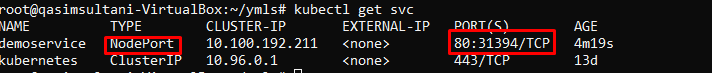 root@qasimsultani-VirtualBox:~/ymls# kubectl get svc
NAME TYPE CLUSTER-IP EXTERNAL-IP PORT(S) AGE
demoservice NodePort 10.100.192.211 <none> 80:31394/TCP 4m19s
kubernetes ClusterIP 10.96.0.1 <none> 443/TCP 13d